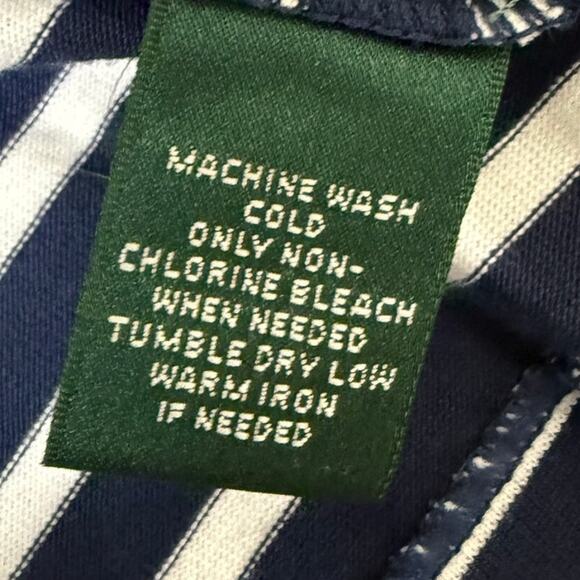 MACHINE WASH
COLD
ONLY NON-
CHLORINE BLEACH
WHEN NEEDED
TUMBLE DRY LOW
WARM IRON
IF NEEDED